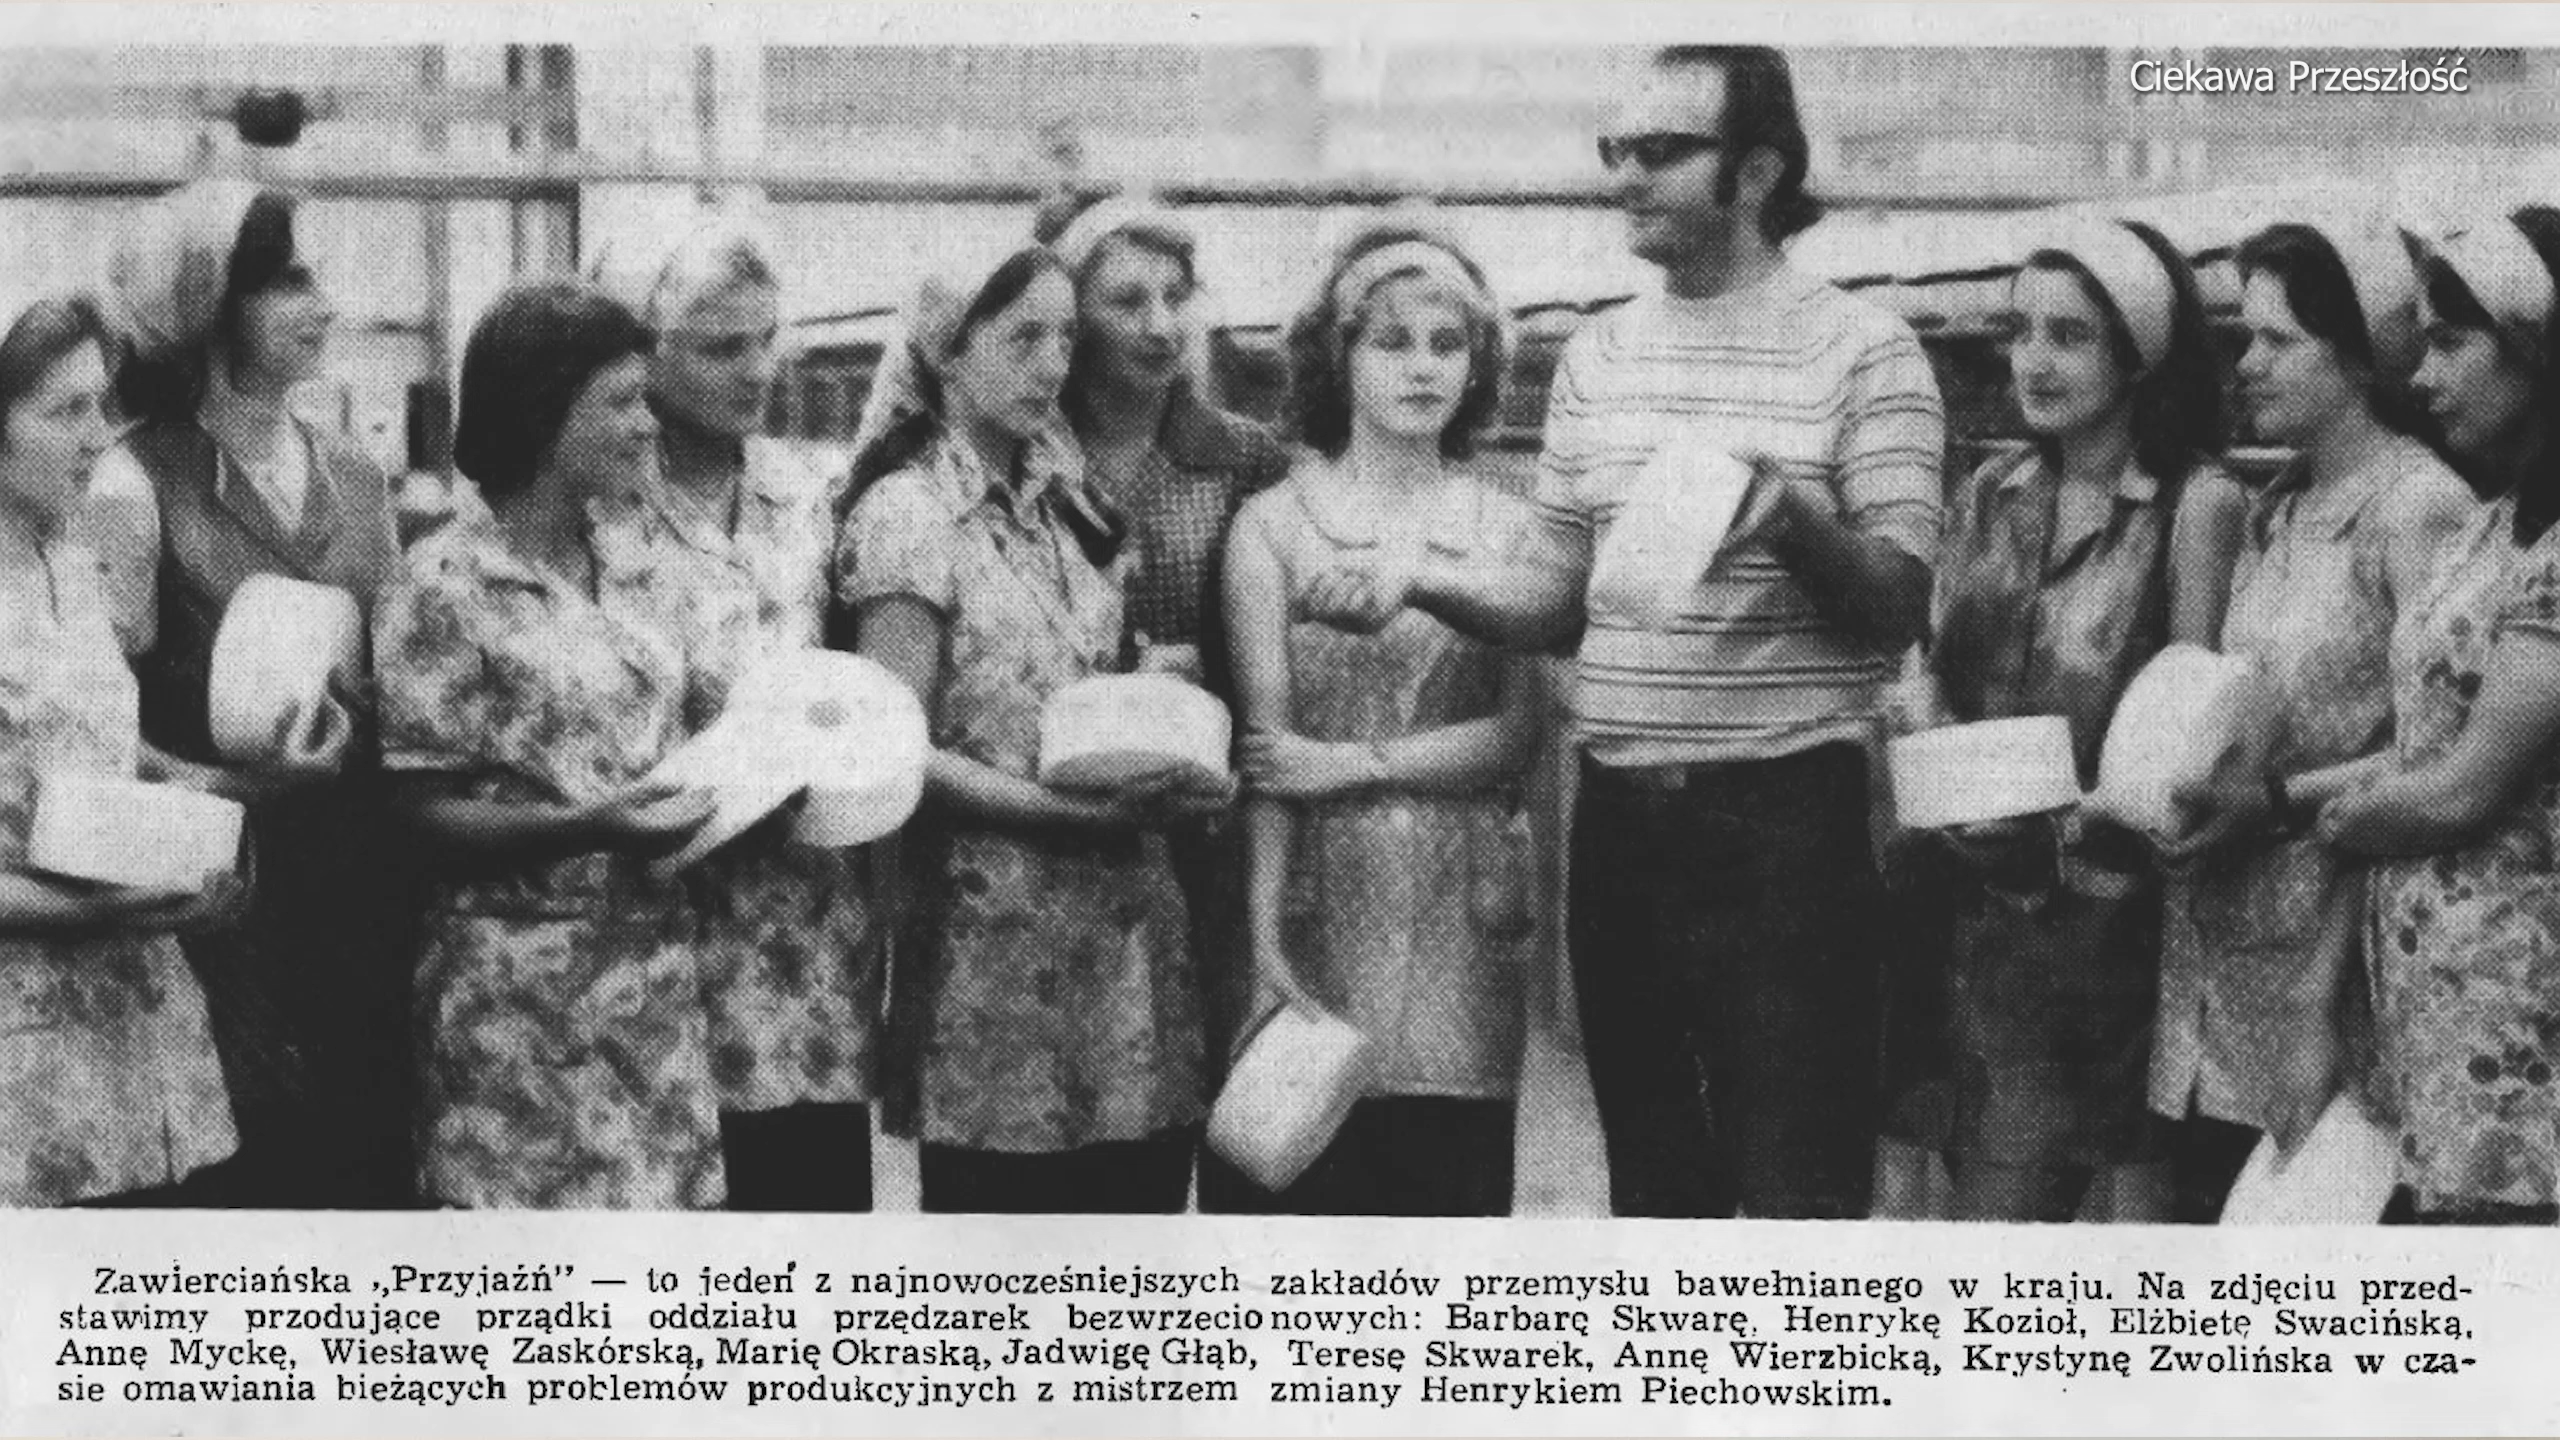 Ciekawa Przeszłość
Zawierciańska „Przyjaźń” — to jeden z najnowocześniejszych zakładów przemysłu bawełnianego w kraju. Na zdjęciu przed-
stawimy przodujące prządki oddziału przędzarek bezwrzecionowych: Barbarę Skwarę, Henrykę Kozioł, Elżbietę Swacińską,
Annę Myckę, Wiesławę Zaskórską, Marię Okraską, Jadwigę Głąb, Teresę Skwarek, Annę Wierzbicką, Krystynę Zwolińska w cza-
sie omawiania bieżących problemów produkcyjnych z mistrzem zmiany Henrykiem Piechowskim.